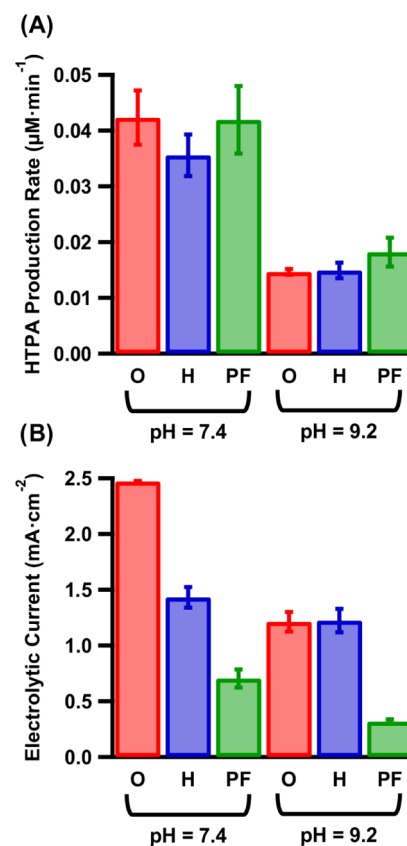 (A)
HTPA Production Rate (µM·min⁻¹)
0.05
0.04
0.03
0.02
0.01
0.00
O H PF O H PF
pH = 7.4 pH = 9.2
(B)
Electrolytic Current (mA·cm⁻²)
2.5
2.0
1.5
1.0
0.5
0.0
O H PF O H PF
pH = 7.4 pH = 9.2